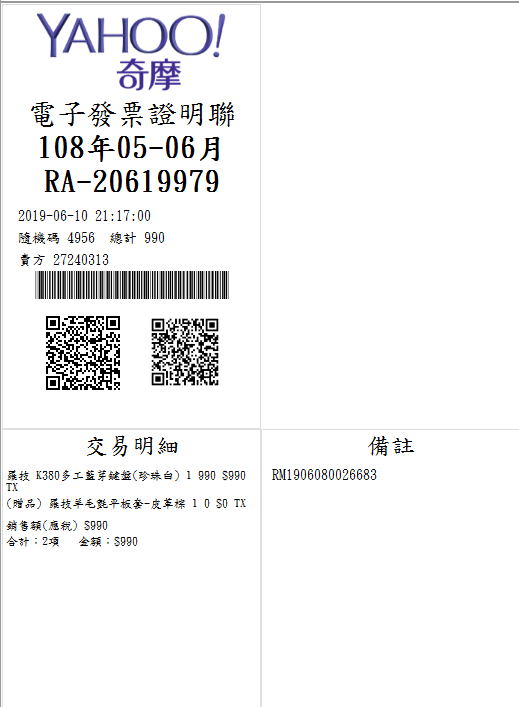 YAHOO!
奇摩
電子發票證明聯
108年05-06月
RA-20619979
2019-06-10 21:17:00
隨機碼 4956 總計 990
賣方 27240313
交易明細
羅技 K380多工藍芽鍵盤(珍珠白) 1 990 $990
TX
(贈品) 羅技羊毛氈平板套-皮革棕 1 0 $0 TX
銷售額(應稅) $990
合計：2項 金額：$990
備註
RM1906080026683